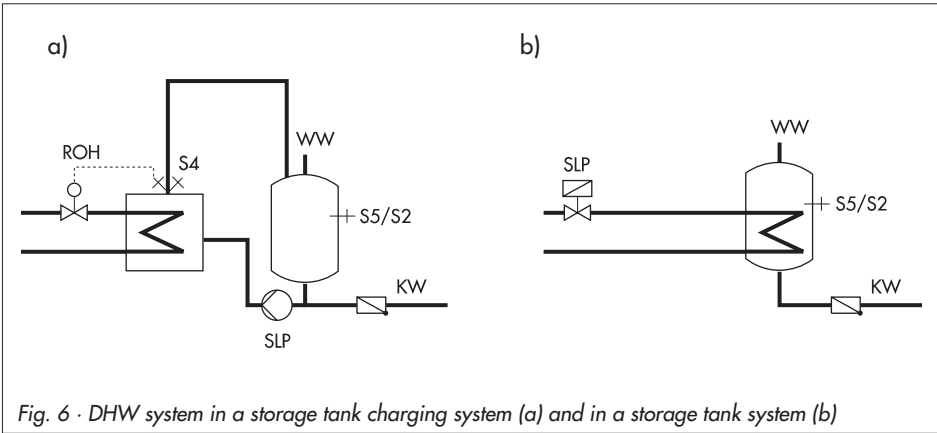 a)
b)
WW
ROH
S4
S5/S2
KW
SLP
WW
SLP
S5/S2
KW
Fig. 6 · DHW system in a storage tank charging system (a) and in a storage tank system (b)